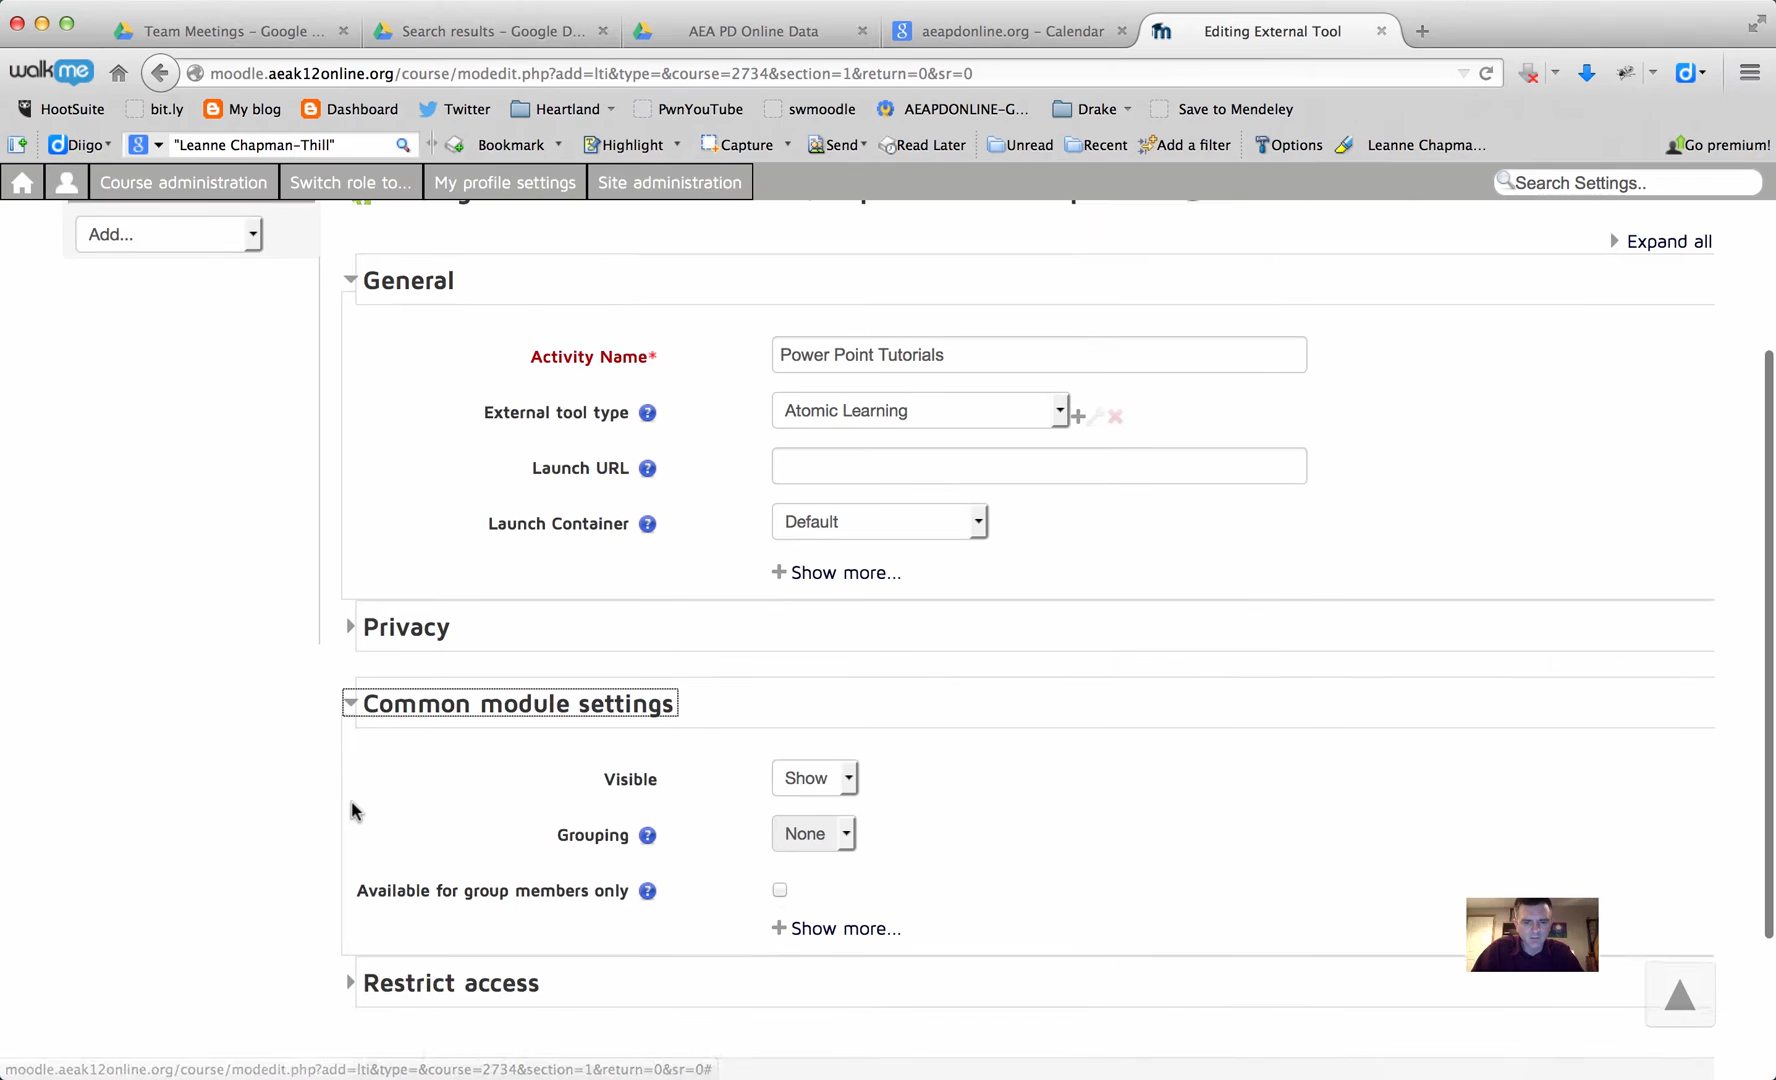 Team Meetings – Google ...
Search results – Google D...
AEA PD Online Data
aeapdonline.org – Calendar
Editing External Tool
walkme
moodle.aeak12online.org/course/modedit.php?add=lti&type=&course=2734&section=1&return=0&sr=0
HootSuite
bit.ly
My blog
Dashboard
Twitter
Heartland
PwnYouTube
swmoodle
AEAPDONLINE-G...
Drake
Save to Mendeley
Diigo
"Leanne Chapman-Thill"
Bookmark
Highlight
Capture
Send
Read Later
Unread
Recent
Add a filter
Options
Leanne Chapma...
Go premium!
Course administration
Switch role to...
My profile settings
Site administration
Search Settings..
Add...
Expand all
General
Activity Name*
Power Point Tutorials
External tool type
Atomic Learning
Launch URL
Launch Container
Default
Show more...
Privacy
Common module settings
Visible
Show
Grouping
None
Available for group members only
Show more...
Restrict access
moodle.aeak12online.org/course/modedit.php?add=lti&type=&course=2734&section=1&return=0&sr=0#